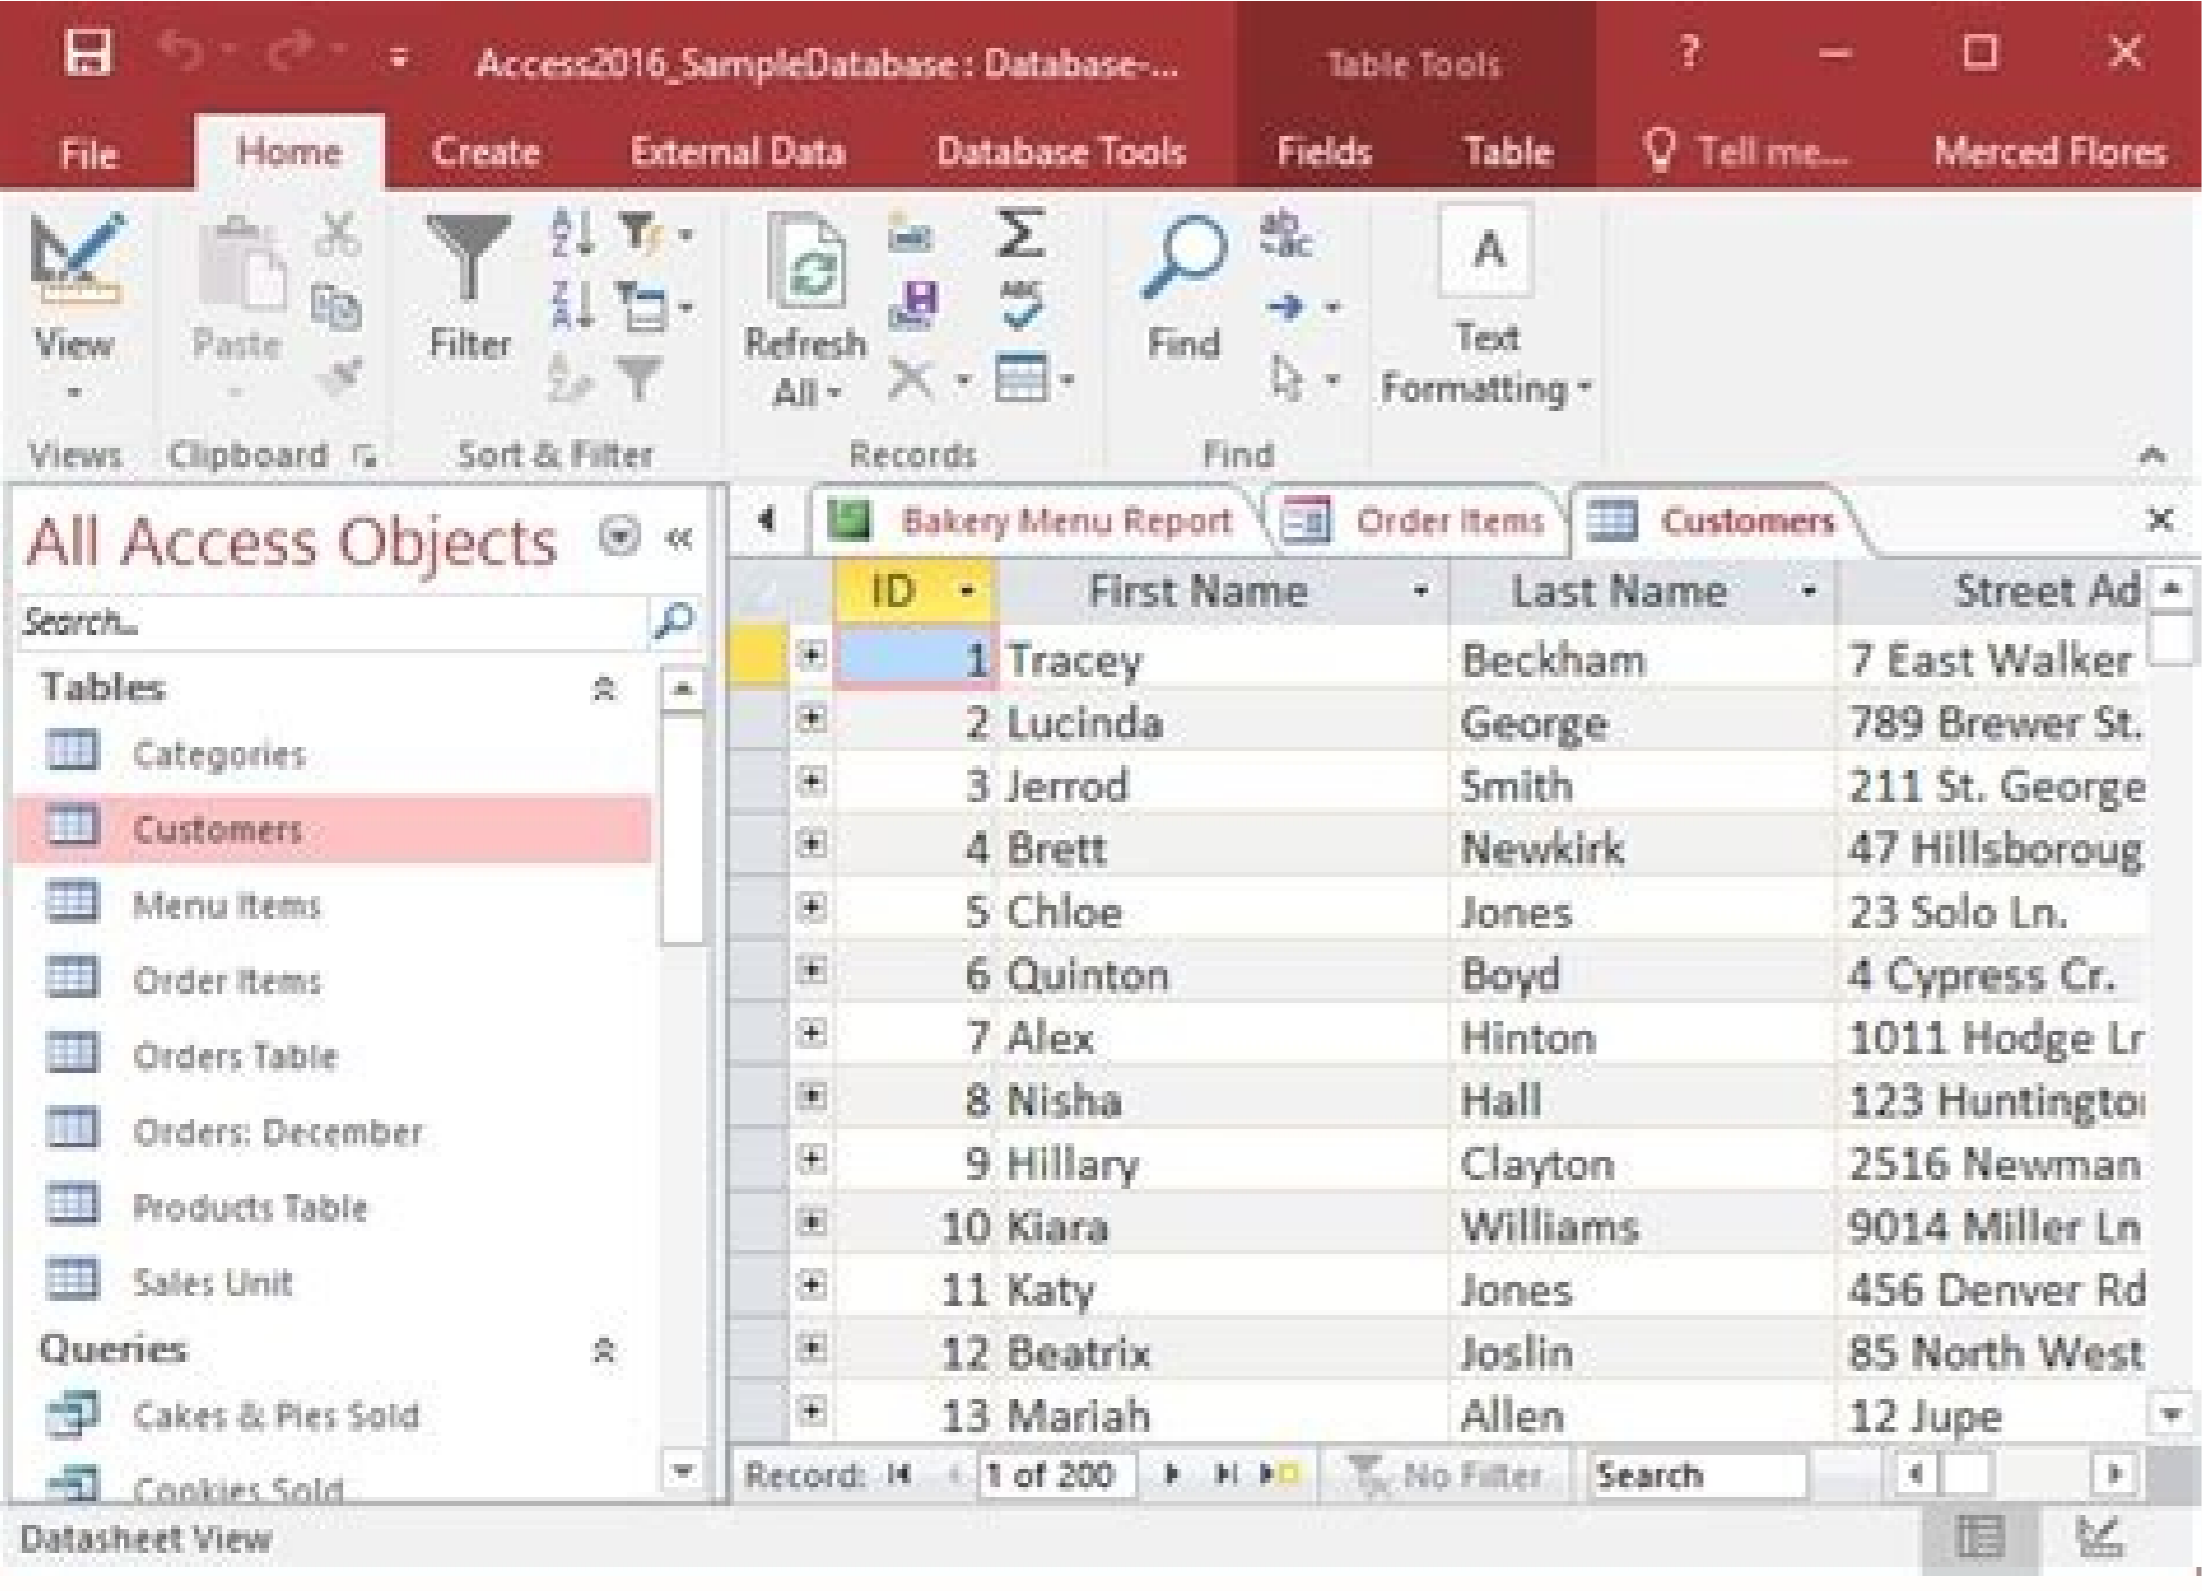 Access2016_SampleDatabase : Database-...
Table Tools
?
File
Home
Create
External Data
Database Tools
Fields
Table
Tell me...
Merced Flores
View
Paste
Filter
Refresh
All
Find
A
Text
Formatting
Views
Clipboard
Sort & Filter
Records
Find
All Access Objects
Search...
Tables
Categories
Customers
Menu Items
Order Items
Orders Table
Orders: December
Products Table
Sales Unit
Queries
Cakes & Pies Sold
Cookies Sold
Bakery Menu Report
Order Items
Customers
ID First Name Last Name Street Ad
1 Tracey Beckham 7 East Walker
2 Lucinda George 789 Brewer St.
3 Jerrod Smith 211 St. George
4 Brett Newkirk 47 Hillsboroug
5 Chloe Jones 23 Solo Ln.
6 Quinton Boyd 4 Cypress Cr.
7 Alex Hinton 1011 Hodge Lr
8 Nisha Hall 123 Huntingto
9 Hillary Clayton 2516 Newman
10 Kiara Williams 9014 Miller Ln
11 Katy Jones 456 Denver Rd
12 Beatrix Joslin 85 North West
13 Mariah Allen 12 Jupe
Record: 1 of 200 No Filter Search
Datasheet View